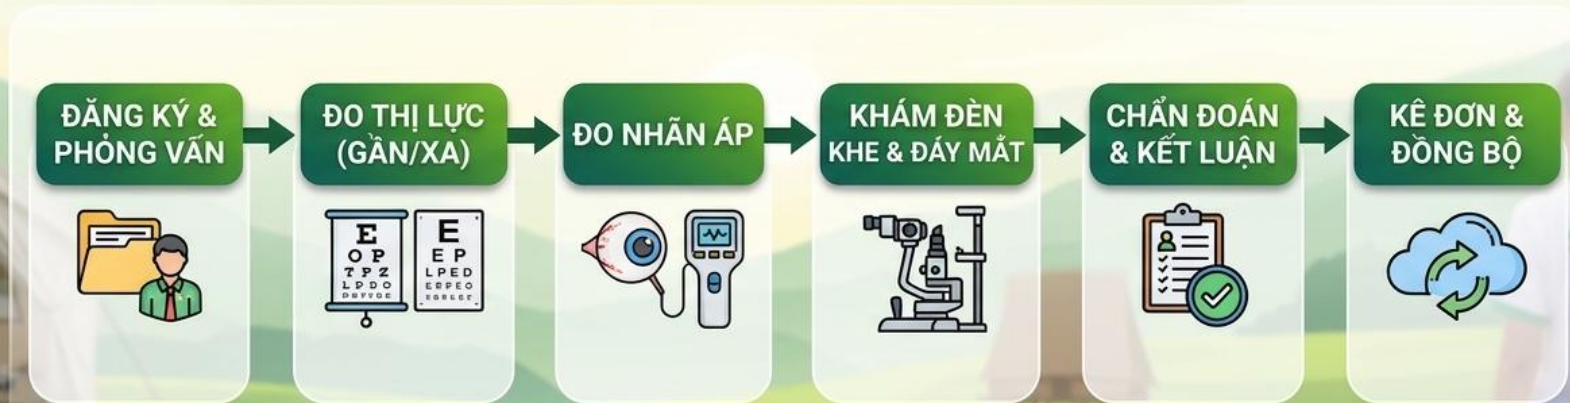 ĐĂNG KÝ &
PHỎNG VẤN
ĐO THỊ LỰC
(GẦN/XA)
ĐO NHÃN ÁP
KHÁM ĐÈN
KHE & ĐÁY MẮT
CHẨN ĐOÁN
& KẾT LUẬN
KÊ ĐƠN &
ĐỒNG BỘ
E
O P
T P Z
L P D O
E
E P
L P E D